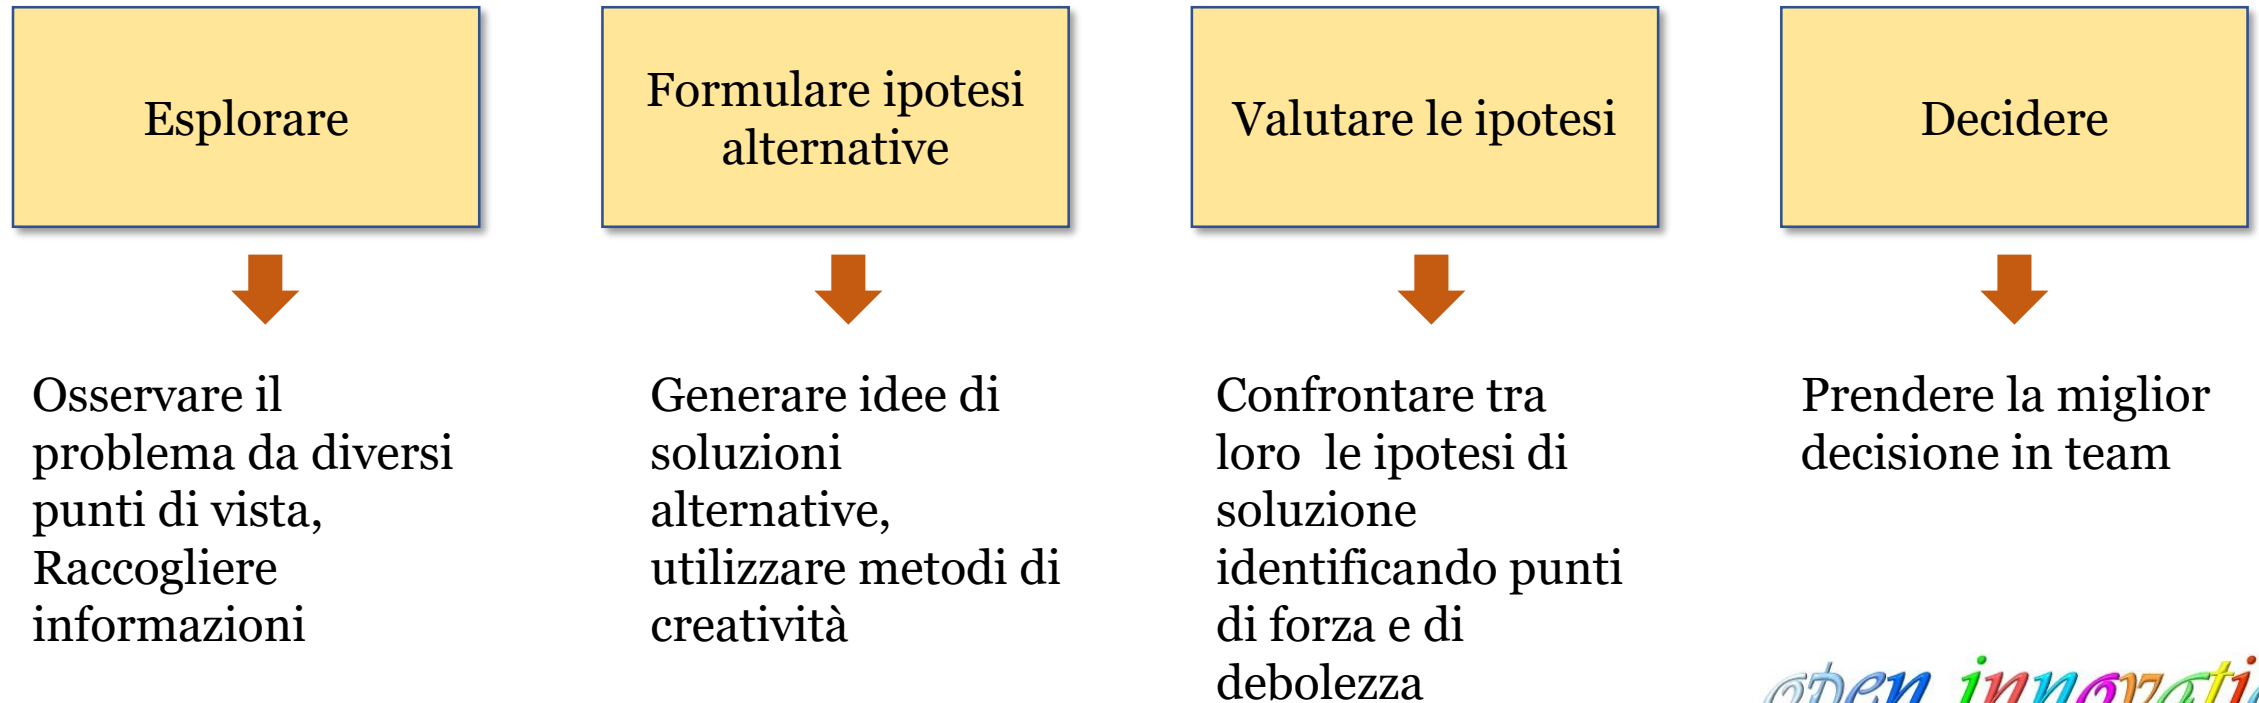 Esplorare
Formulare ipotesi
alternative
Valutare le ipotesi
Decidere
Osservare il
problema da diversi
punti di vista,
Raccogliere
informazioni
Generare idee di
soluzioni
alternative,
utilizzare metodi di
creatività
Confrontare tra
loro  le ipotesi di
soluzione
identificando punti
di forza e di
debolezza
Prendere la miglior
decisione in team
open innovati